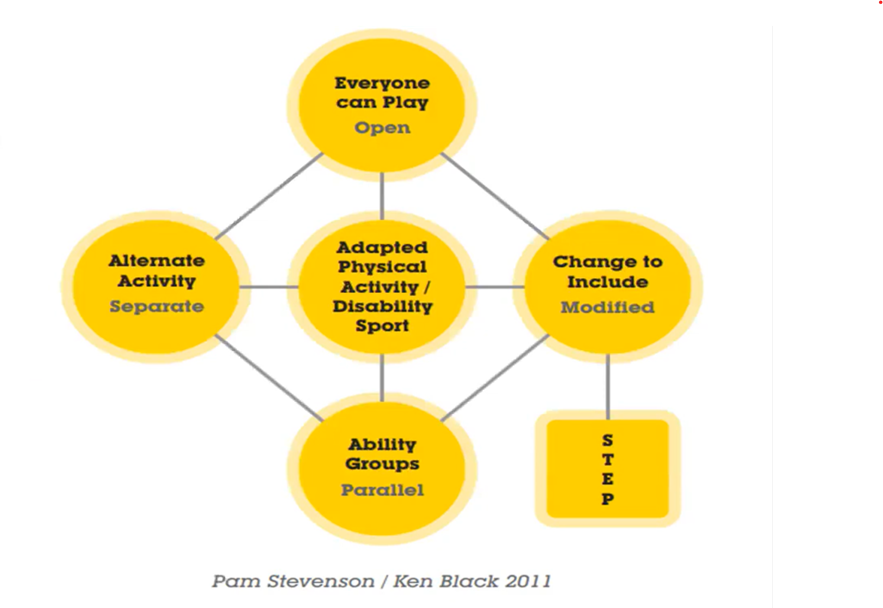 Everyone
can Play
Open
Alternate
Activity
Separate
Adapted
Physical
Activity /
Disability
Sport
Change to
Include
Modified
Ability
Groups
Parallel
S
T
E
P
Pam Stevenson / Ken Black 2011